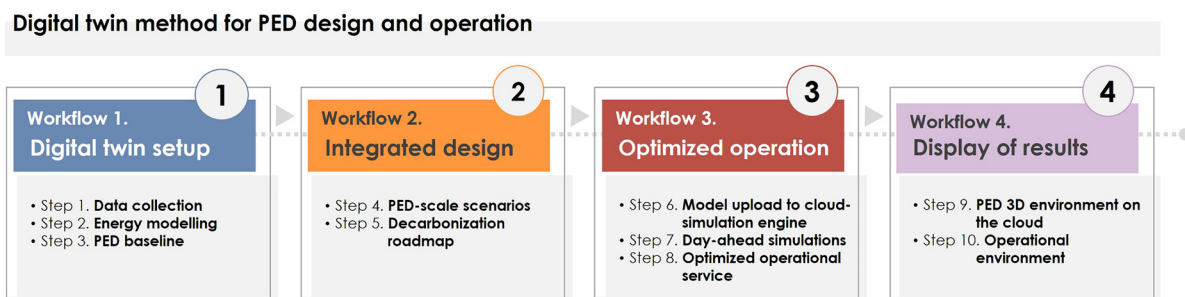 Digital twin method for PED design and operation
1
Workflow 1.
Digital twin setup
• Step 1. Data collection
• Step 2. Energy modelling
• Step 3. PED baseline
2
Workflow 2.
Integrated design
• Step 4. PED-scale scenarios
• Step 5. Decarbonization
roadmap
3
Workflow 3.
Optimized operation
• Step 6. Model upload to cloud-
simulation engine
• Step 7. Day-ahead simulations
• Step 8. Optimized operational
service
4
Workflow 4.
Display of results
• Step 9. PED 3D environment on
the cloud
• Step 10. Operational
environment